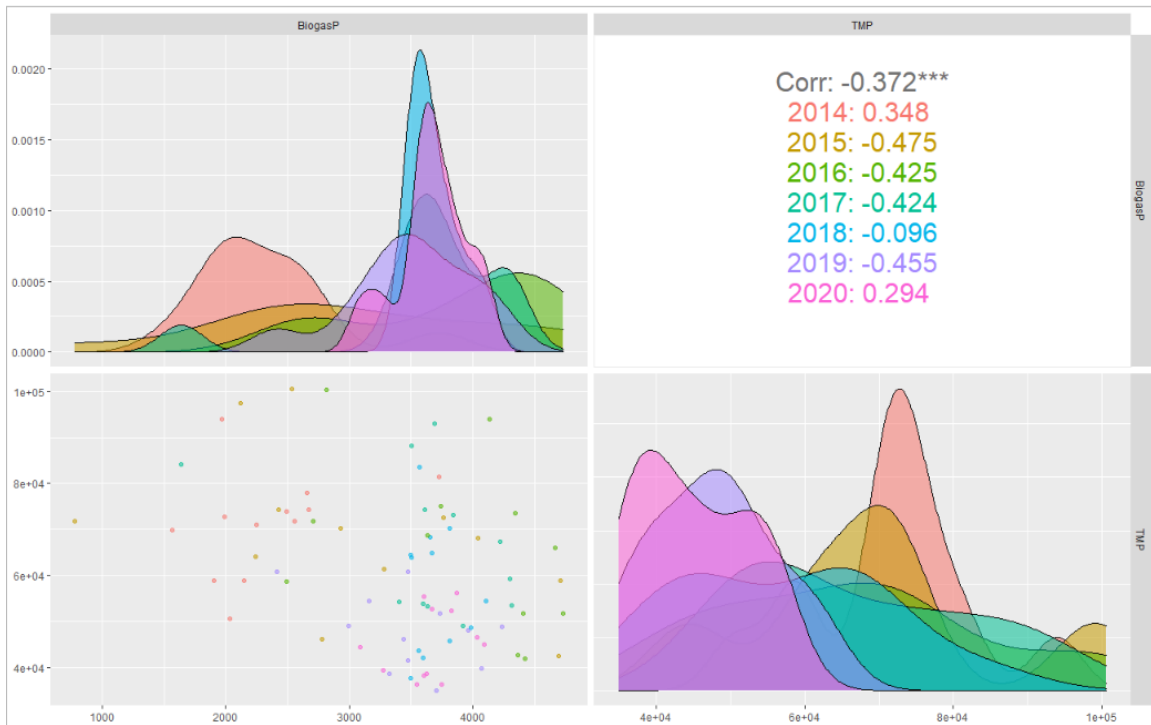 BiogasP
TMP
0.0020
0.0015
0.0010
0.0005
0.0000
Corr: -0.372***
2014: 0.348
2015: -0.475
2016: -0.425
2017: -0.424
2018: -0.096
2019: -0.455
2020: 0.294
BiogasP
1e+05
8e+04
6e+04
4e+04
TMP
1000
2000
3000
4000
4e+04
6e+04
8e+04
1e+05